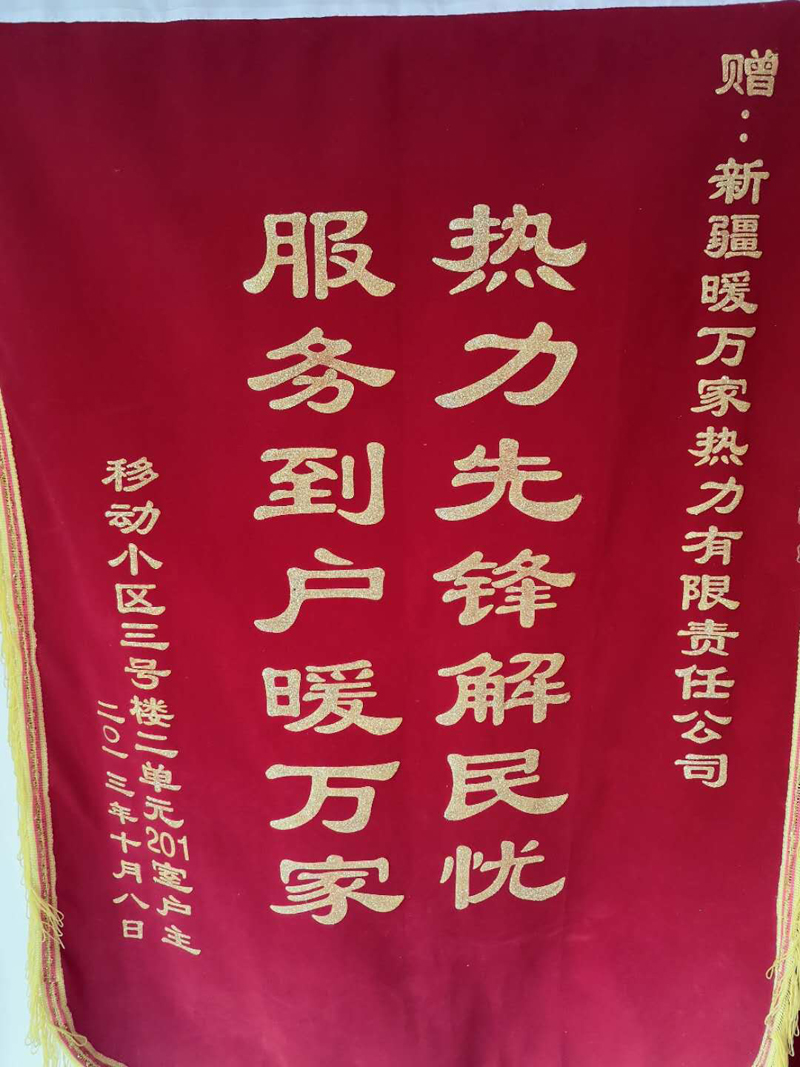 赠：新疆暖万家热力有限责任公司
热力先锋解民忧
服务到户暖万家
移动小区三号楼二单元201室户主
二〇一三年十月八日